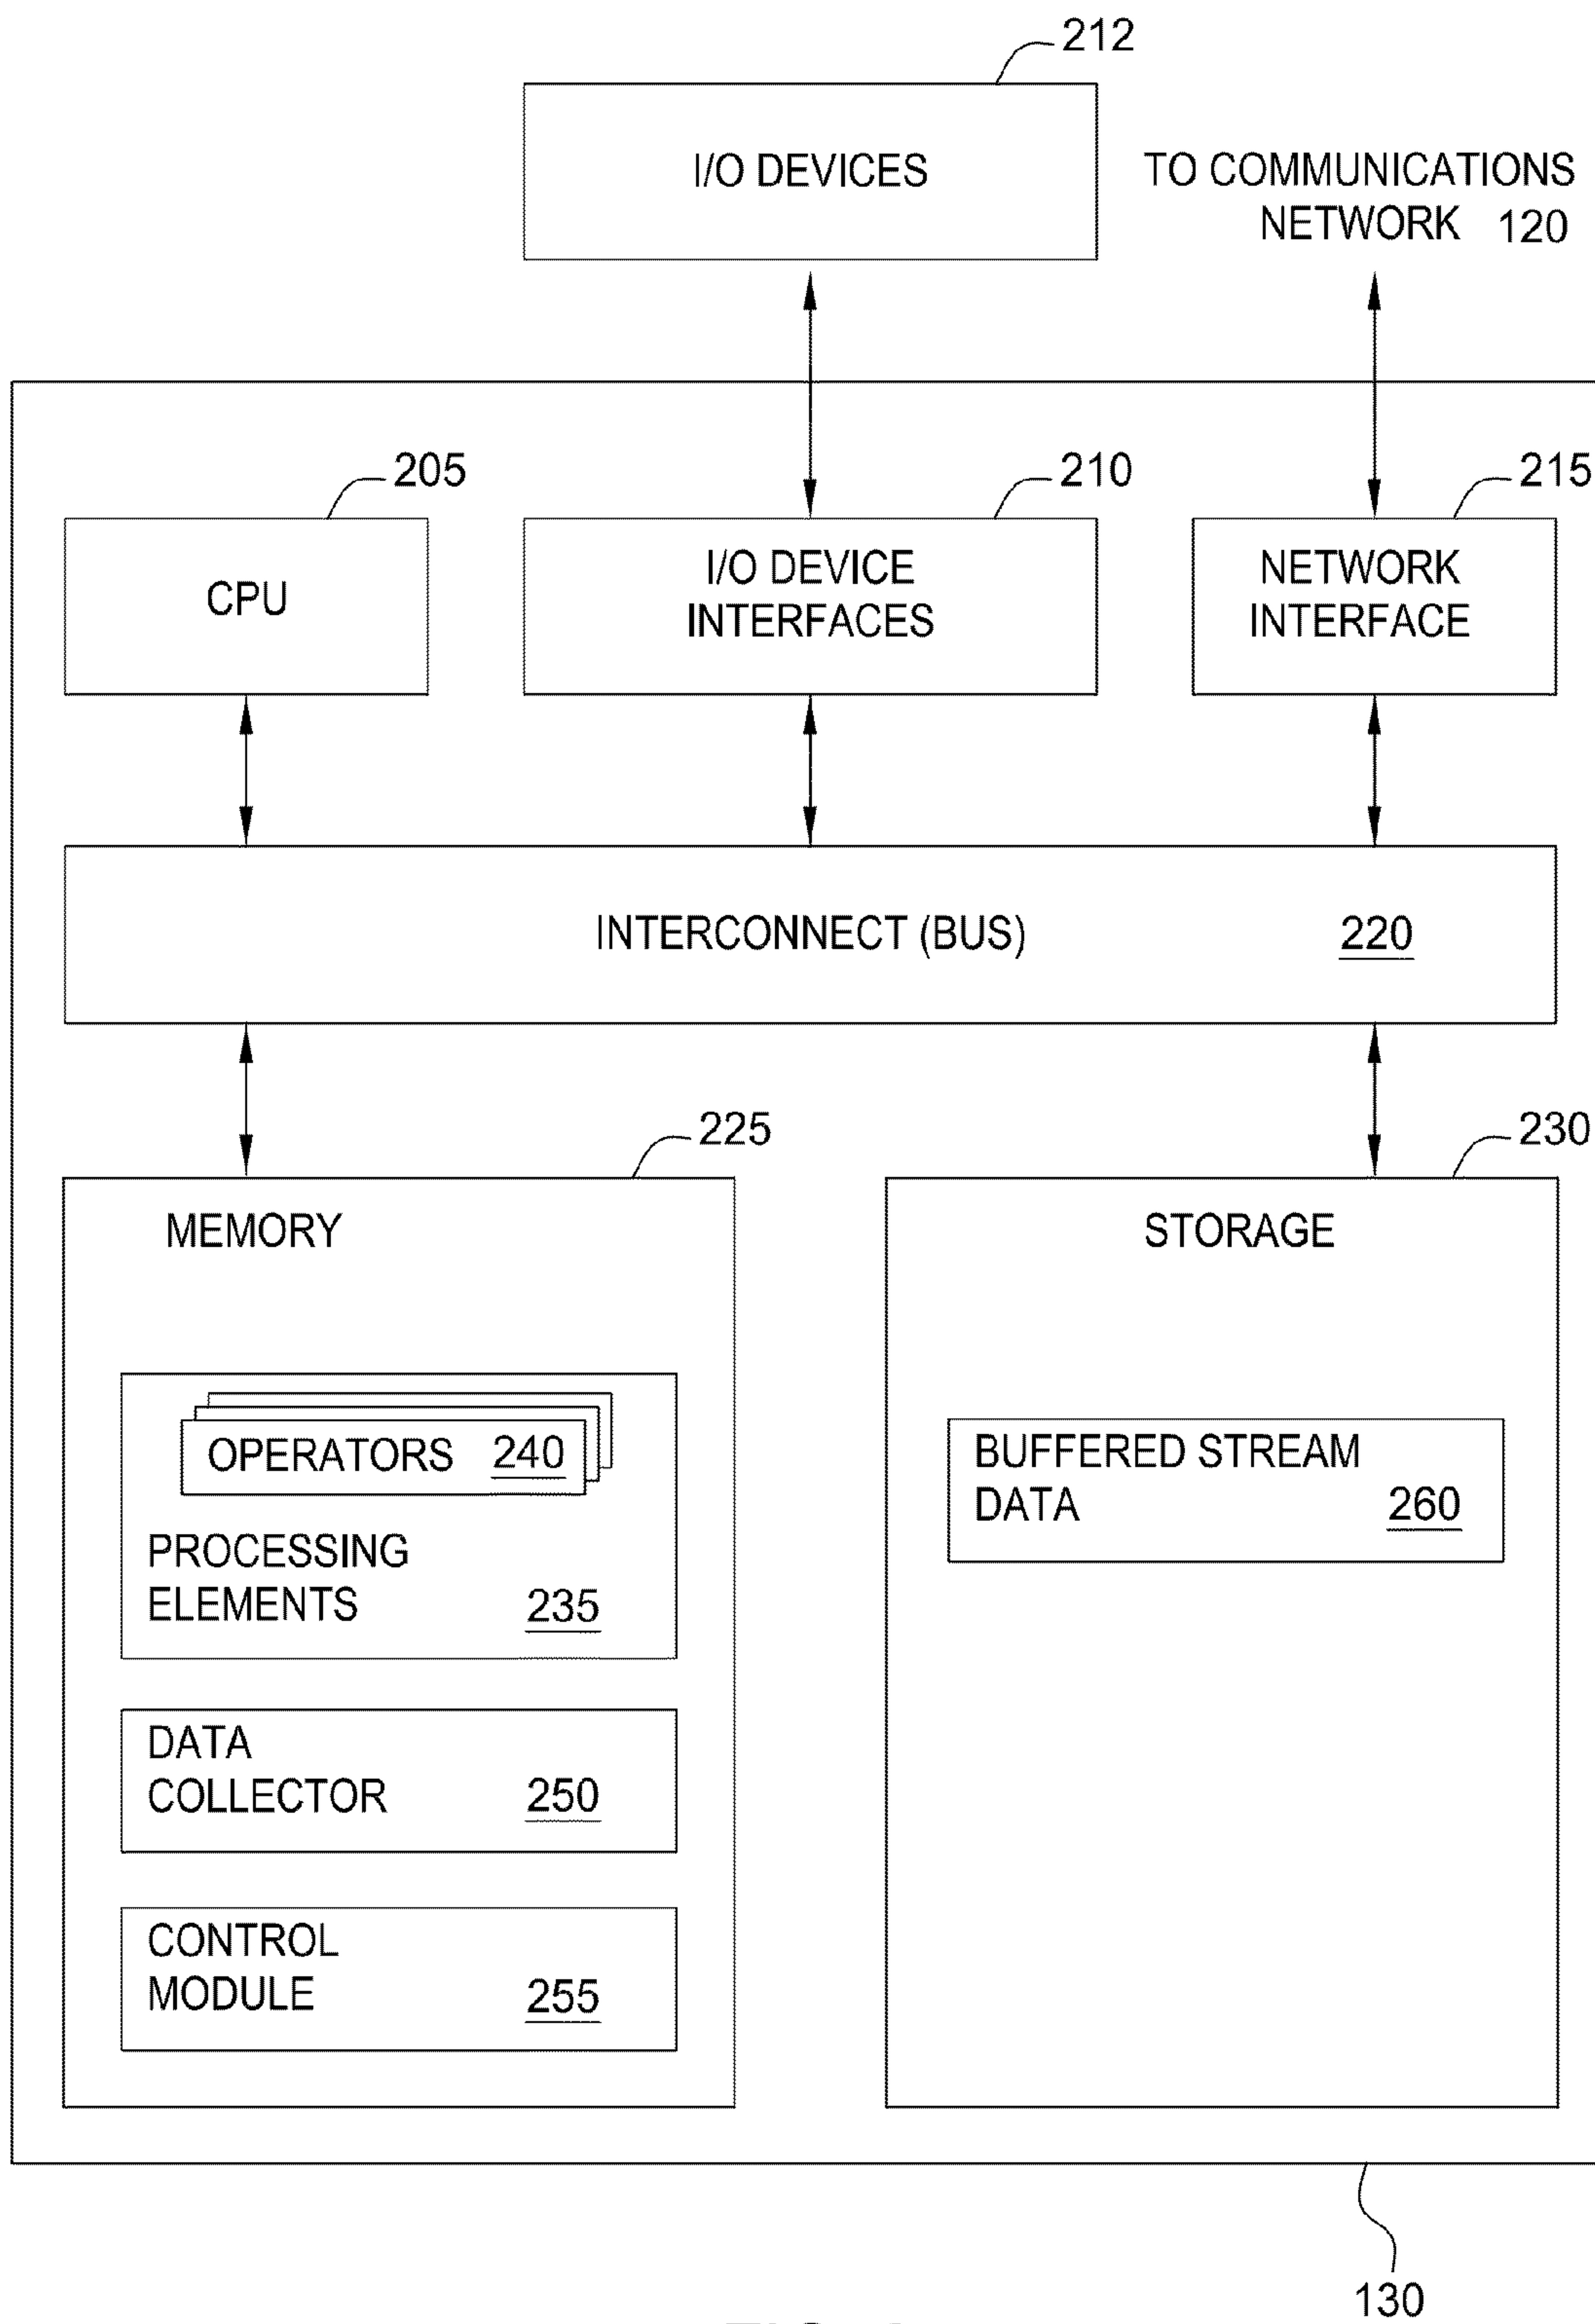 212
I/O DEVICES
TO COMMUNICATIONS
NETWORK 120
205
210
215
CPU
I/O DEVICE
INTERFACES
NETWORK
INTERFACE
INTERCONNECT (BUS) 220
225
230
MEMORY
STORAGE
OPERATORS 240
PROCESSING
ELEMENTS 235
BUFFERED STREAM
DATA 260
DATA
COLLECTOR 250
CONTROL
MODULE 255
130